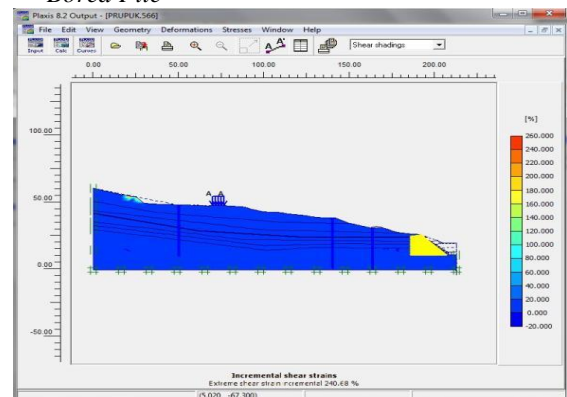 Bored Pile
Plaxis 8.2 Output - [PRUPUK.566]
File Edit View Geometry Deformations Stresses Window Help
Input Calc Curves Shear shadings
0.00 50.00 100.00 150.00 200.00
100.00
50.00
0.00
-50.00
A A
[%]
260.000
240.000
220.000
200.000
180.000
160.000
140.000
120.000
100.000
80.000
60.000
40.000
20.000
0.000
-20.000
Incremental shear strains
Extreme shear strain incremental 240.68 %
(5.020, -67.300)